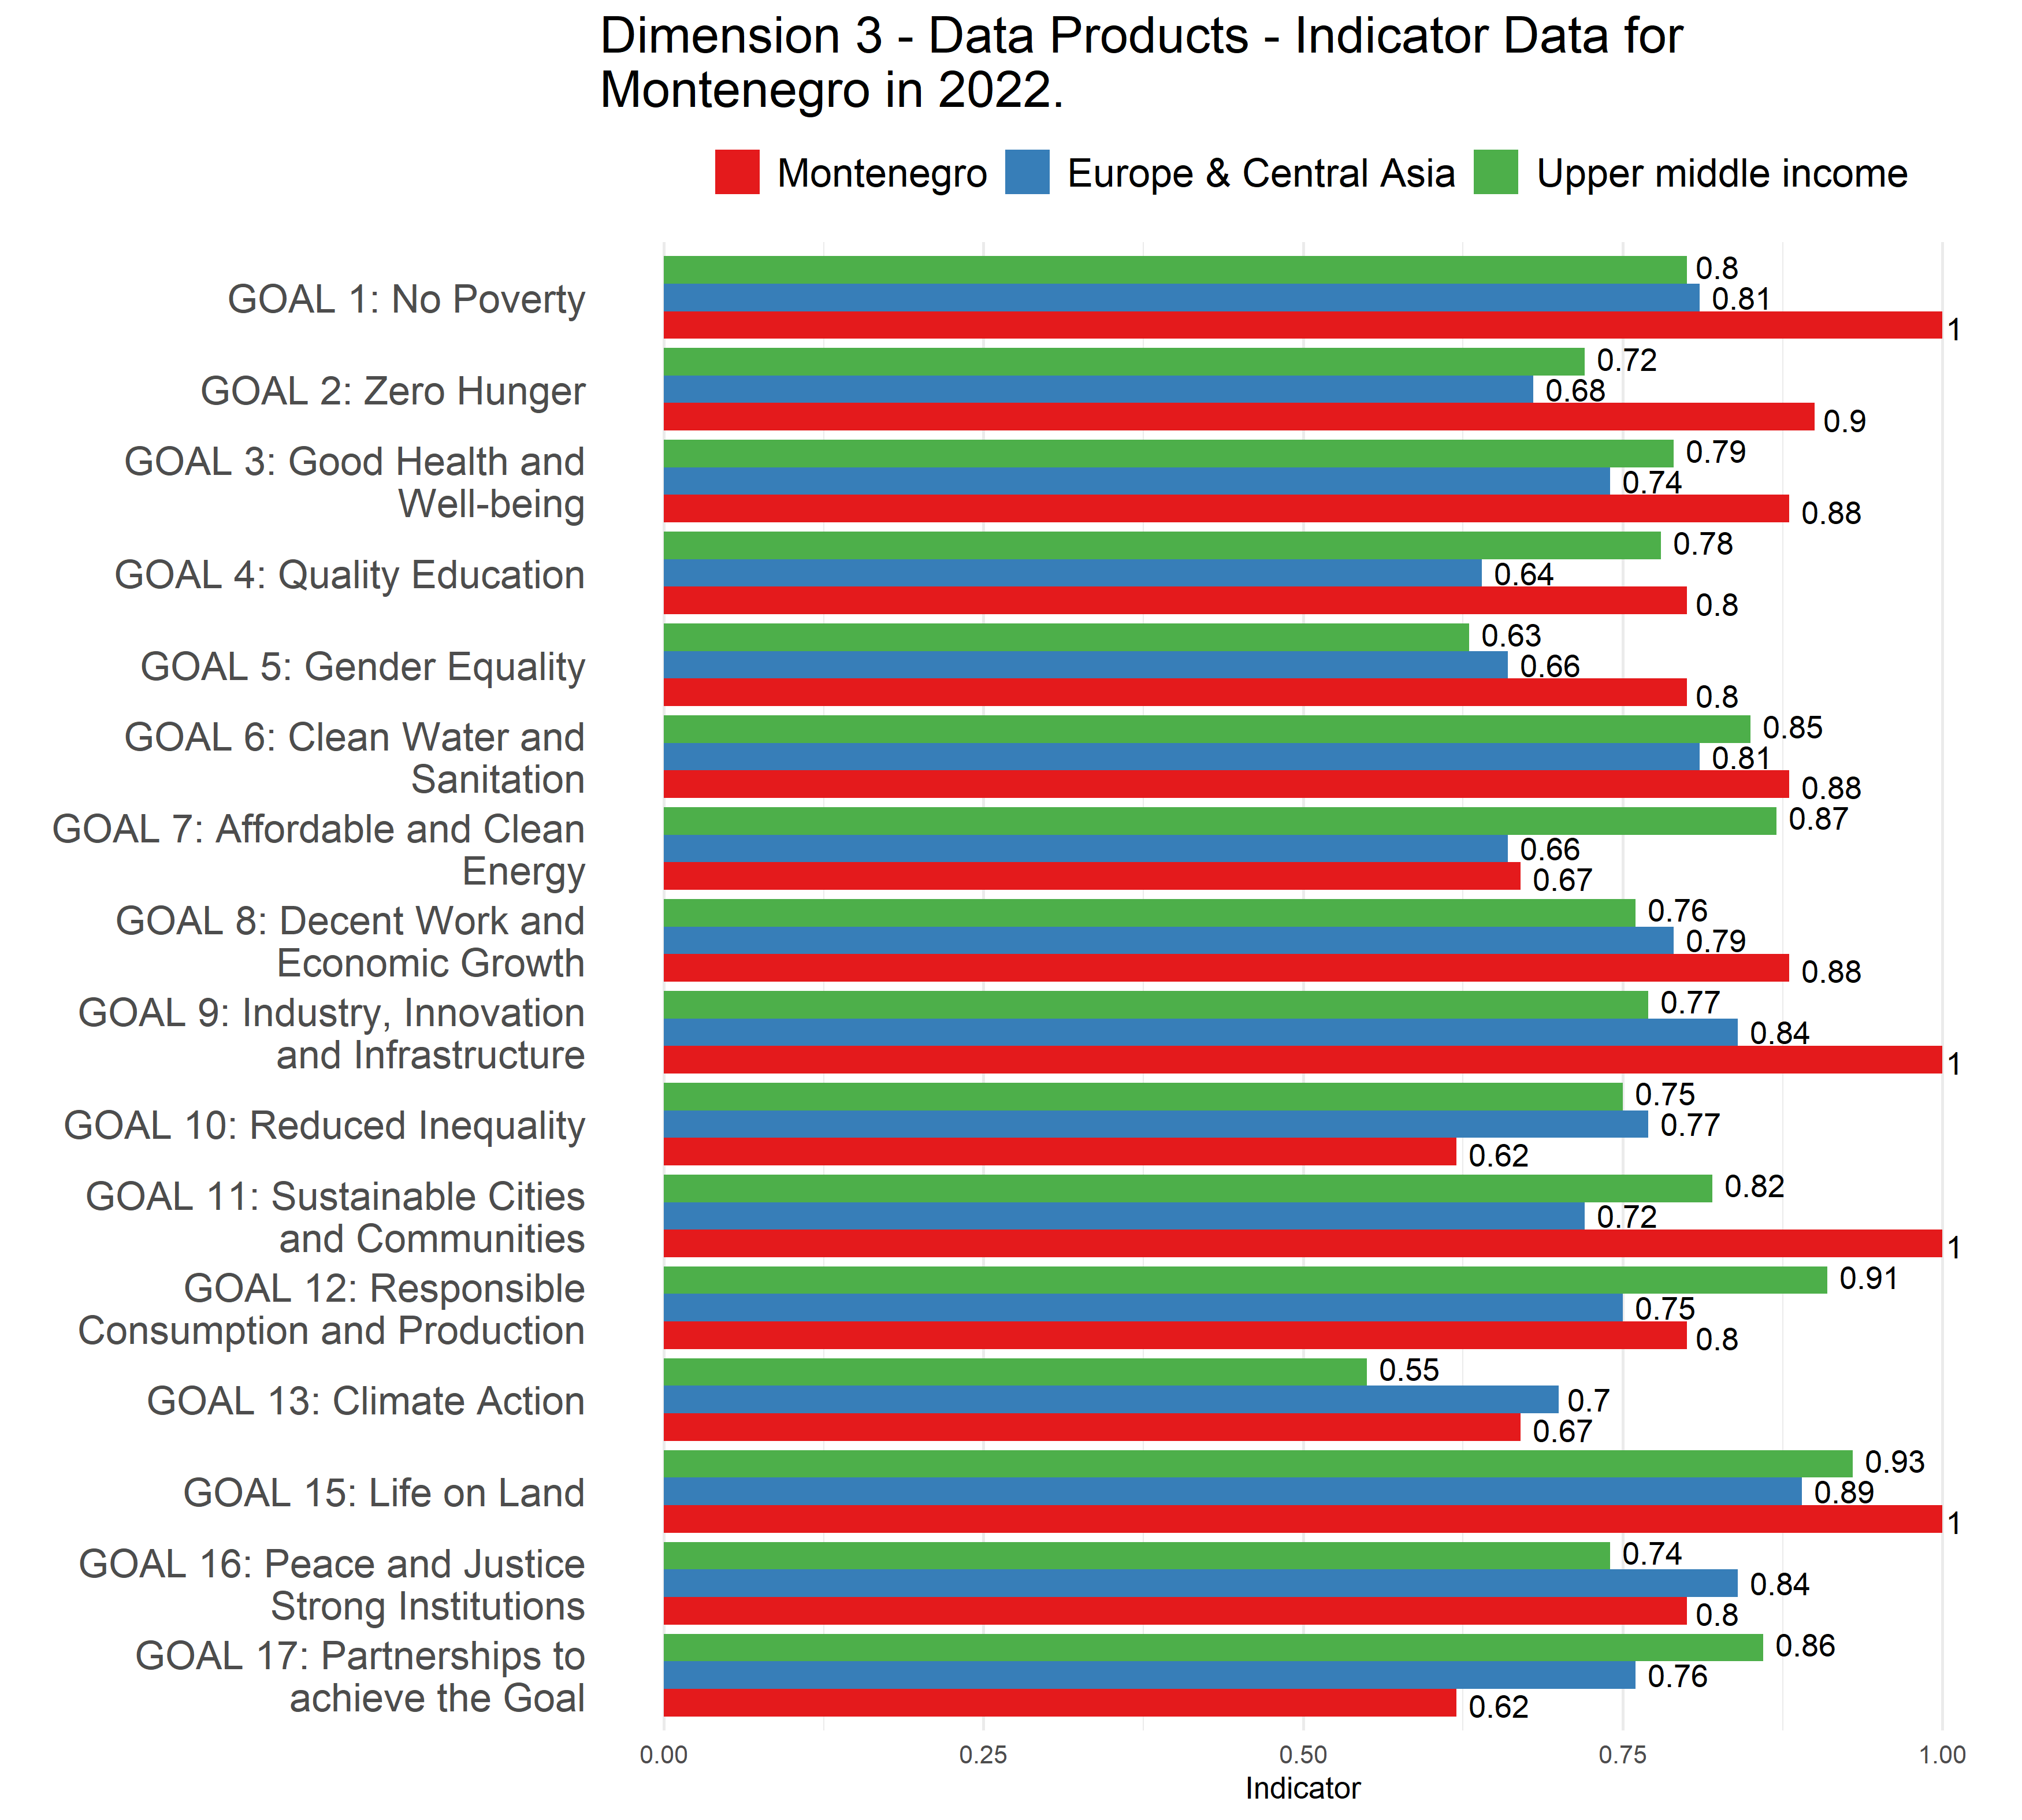 Dimension 3 - Data Products - Indicator Data for
Montenegro in 2022.
Montenegro
Europe & Central Asia
Upper middle income
GOAL 1: No Poverty
0.8
0.81
1
GOAL 2: Zero Hunger
0.72
0.68
0.9
GOAL 3: Good Health and
Well-being
0.79
0.74
0.88
GOAL 4: Quality Education
0.78
0.64
0.8
GOAL 5: Gender Equality
0.63
0.66
0.8
GOAL 6: Clean Water and
Sanitation
0.85
0.81
0.88
GOAL 7: Affordable and Clean
Energy
0.87
0.66
0.67
GOAL 8: Decent Work and
Economic Growth
0.76
0.79
0.88
GOAL 9: Industry, Innovation
and Infrastructure
0.77
0.84
1
GOAL 10: Reduced Inequality
0.75
0.77
0.62
GOAL 11: Sustainable Cities
and Communities
0.82
0.72
1
GOAL 12: Responsible
Consumption and Production
0.91
0.75
0.8
GOAL 13: Climate Action
0.55
0.7
0.67
GOAL 15: Life on Land
0.93
0.89
1
GOAL 16: Peace and Justice
Strong Institutions
0.74
0.84
0.8
GOAL 17: Partnerships to
achieve the Goal
0.86
0.76
0.62
0.00
0.25
0.50
0.75
1.00
Indicator